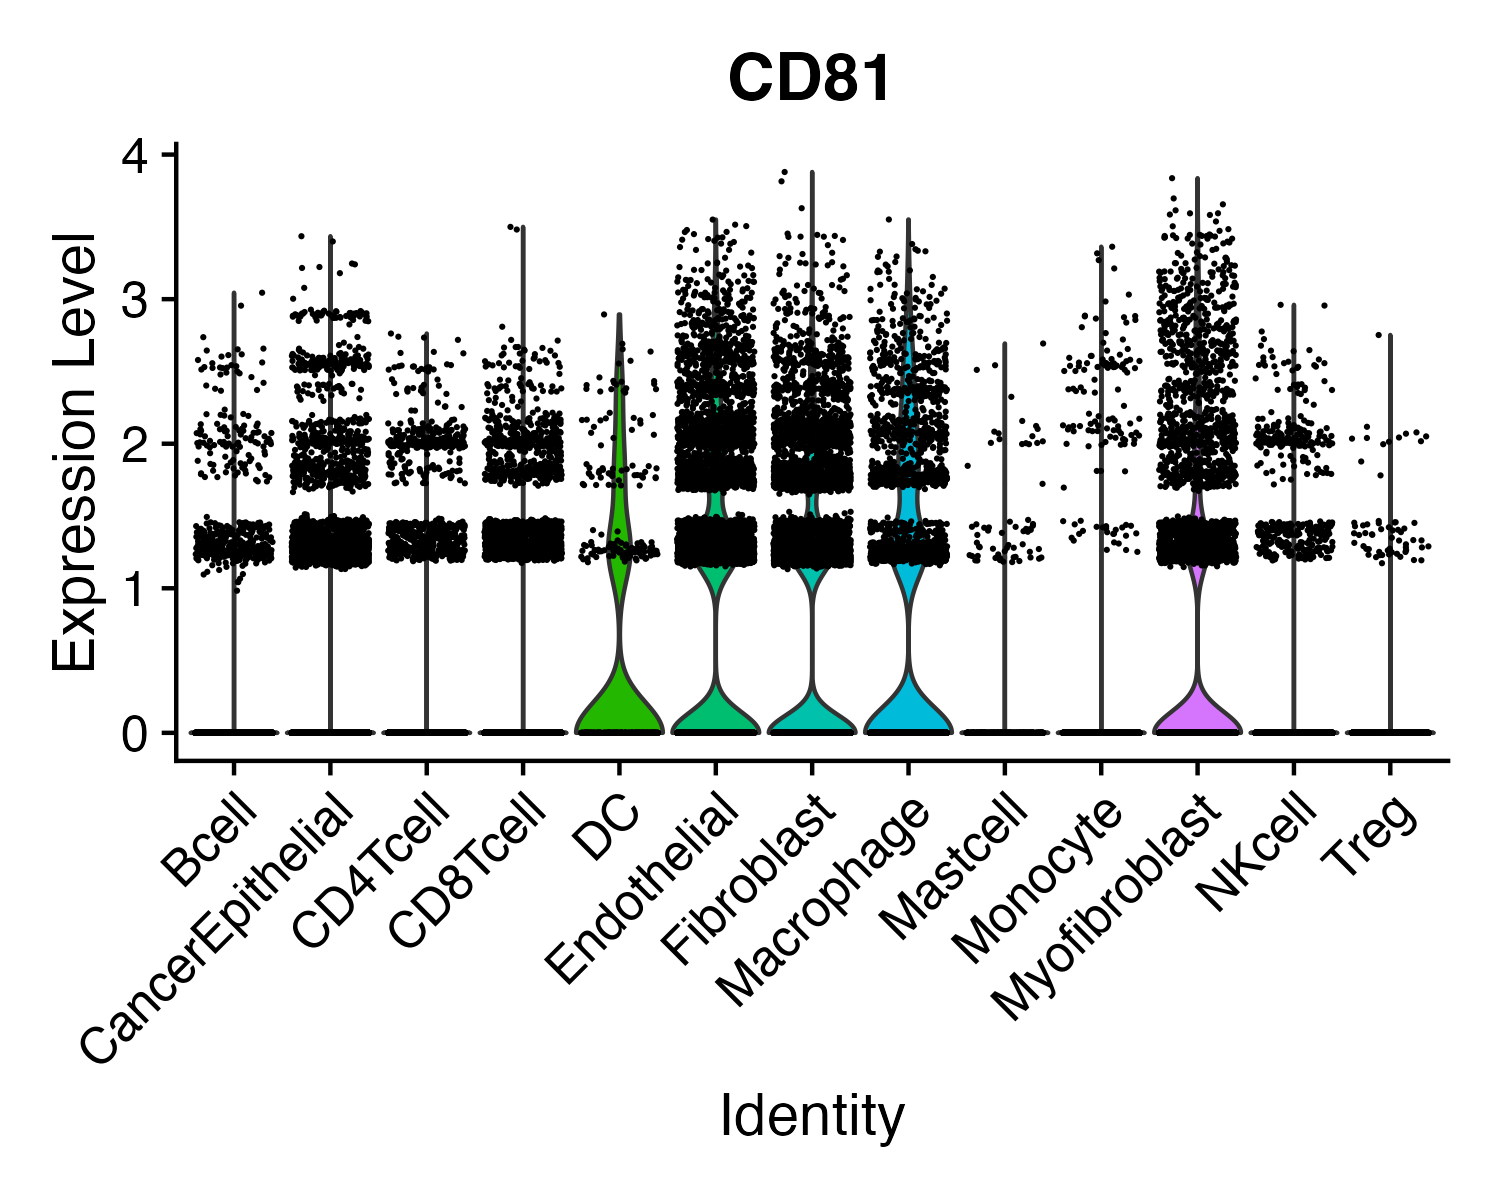 CD81
Expression Level
4
3
2
1
0
Bcell
CancerEpithelial
CD4Tcell
CD8Tcell
DC
Endothelial
Fibroblast
Macrophage
Mastcell
Monocyte
Myofibroblast
NKcell
Treg
Identity